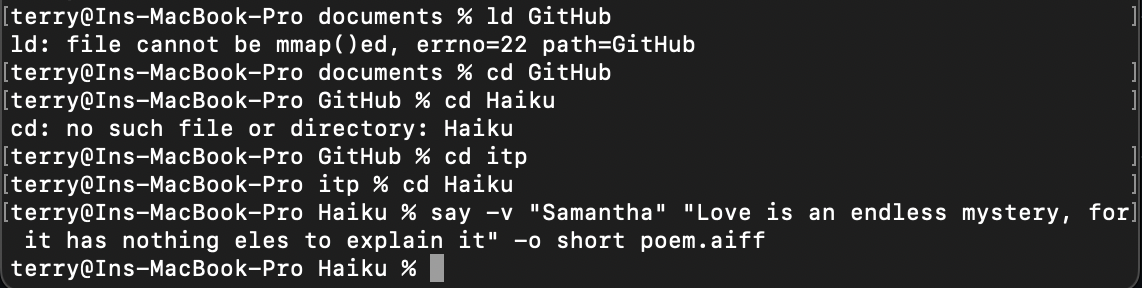 [terry@Ins-MacBook-Pro documents % ld GitHub ]
ld: file cannot be mmap()ed, errno=22 path=GitHub
[terry@Ins-MacBook-Pro documents % cd GitHub ]
[terry@Ins-MacBook-Pro GitHub % cd Haiku ]
cd: no such file or directory: Haiku
[terry@Ins-MacBook-Pro GitHub % cd itp ]
[terry@Ins-MacBook-Pro itp % cd Haiku ]
[terry@Ins-MacBook-Pro Haiku % say -v "Samantha" "Love is an endless mystery, for]
 it has nothing eles to explain it" -o short poem.aiff
terry@Ins-MacBook-Pro Haiku %